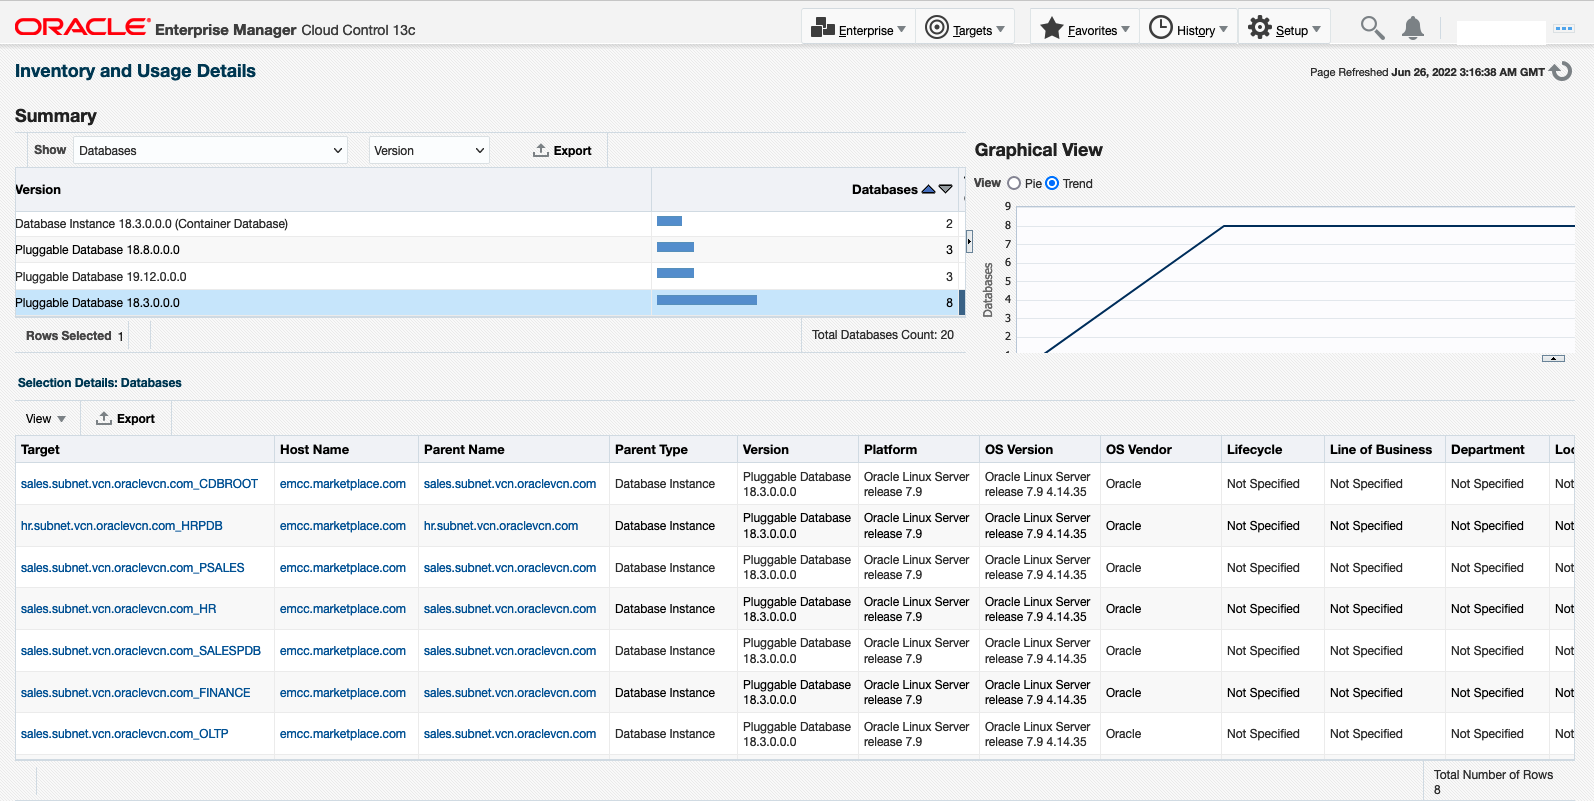 ORACLE Enterprise Manager Cloud Control 13c
Enterprise Targets Favorites History Setup
Inventory and Usage Details
Page Refreshed Jun 26, 2022 3:16:38 AM GMT
Summary
Show Databases Version Export
Version Databases
Database Instance 18.3.0.0.0 (Container Database) 2
Pluggable Database 18.8.0.0.0 3
Pluggable Database 19.12.0.0.0 3
Pluggable Database 18.3.0.0.0 8
Rows Selected 1 Total Databases Count: 20
Graphical View
View Pie Trend
9
8
7
6
5
4
3
2
Databases
Selection Details: Databases
View Export
Target Host Name Parent Name Parent Type Version Platform OS Version OS Vendor Lifecycle Line of Business Department Loc
sales.subnet.vcn.oraclevcn.com_CDBROOT emcc.marketplace.com sales.subnet.vcn.oraclevcn.com Database Instance Pluggable Database Oracle Linux Server Oracle Linux Server Oracle Not Specified Not Specified Not Specified Not
18.3.0.0.0 release 7.9 release 7.9 4.14.35
hr.subnet.vcn.oraclevcn.com_HRPDB emcc.marketplace.com hr.subnet.vcn.oraclevcn.com Database Instance Pluggable Database Oracle Linux Server Oracle Linux Server Oracle Not Specified Not Specified Not Specified Not
18.3.0.0.0 release 7.9 release 7.9 4.14.35
sales.subnet.vcn.oraclevcn.com_PSALES emcc.marketplace.com sales.subnet.vcn.oraclevcn.com Database Instance Pluggable Database Oracle Linux Server Oracle Linux Server Oracle Not Specified Not Specified Not Specified Not
18.3.0.0.0 release 7.9 release 7.9 4.14.35
sales.subnet.vcn.oraclevcn.com_HR emcc.marketplace.com sales.subnet.vcn.oraclevcn.com Database Instance Pluggable Database Oracle Linux Server Oracle Linux Server Oracle Not Specified Not Specified Not Specified Not
18.3.0.0.0 release 7.9 release 7.9 4.14.35
sales.subnet.vcn.oraclevcn.com_SALESPDB emcc.marketplace.com sales.subnet.vcn.oraclevcn.com Database Instance Pluggable Database Oracle Linux Server Oracle Linux Server Oracle Not Specified Not Specified Not Specified Not
18.3.0.0.0 release 7.9 release 7.9 4.14.35
sales.subnet.vcn.oraclevcn.com_FINANCE emcc.marketplace.com sales.subnet.vcn.oraclevcn.com Database Instance Pluggable Database Oracle Linux Server Oracle Linux Server Oracle Not Specified Not Specified Not Specified Not
18.3.0.0.0 release 7.9 release 7.9 4.14.35
sales.subnet.vcn.oraclevcn.com_OLTP emcc.marketplace.com sales.subnet.vcn.oraclevcn.com Database Instance Pluggable Database Oracle Linux Server Oracle Linux Server Oracle Not Specified Not Specified Not Specified Not
18.3.0.0.0 release 7.9 release 7.9 4.14.35
Total Number of Rows
8